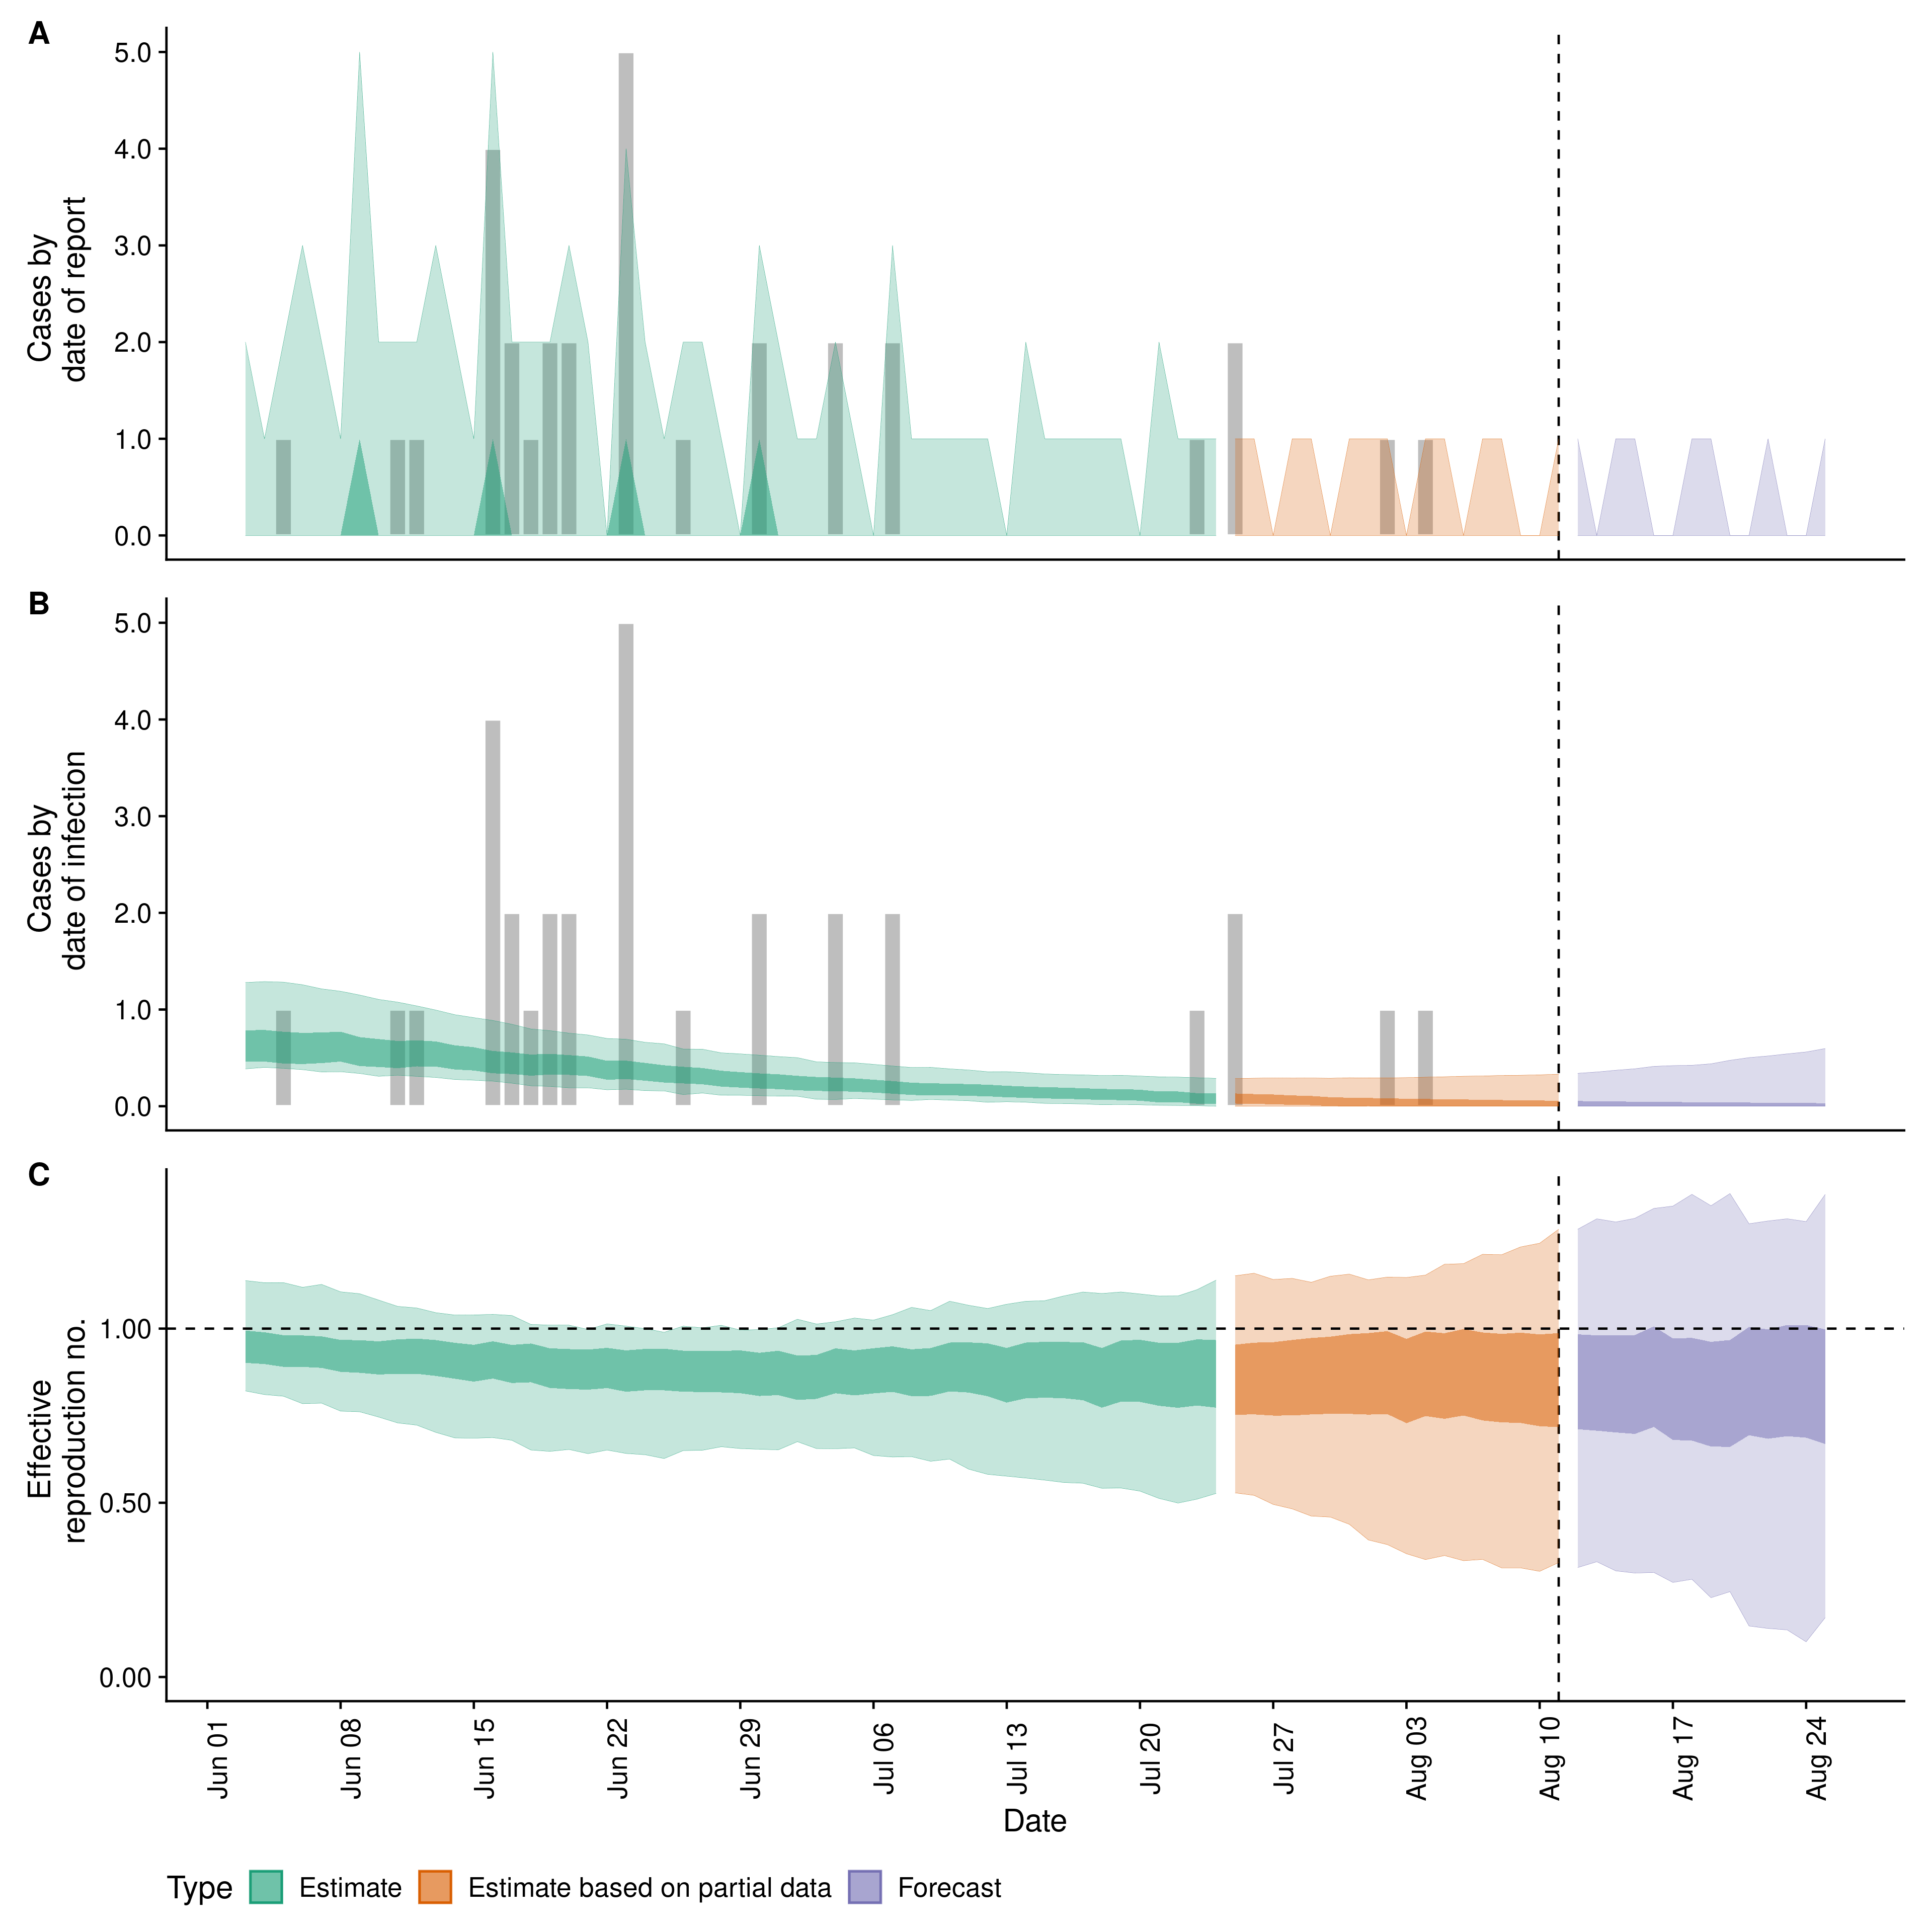 A
Cases by
date of report
5.0
4.0
3.0
2.0
1.0
0.0
B
Cases by
date of infection
5.0
4.0
3.0
2.0
1.0
0.0
C
Effective
reproduction no.
1.00
0.50
0.00
Jun 01
Jun 08
Jun 15
Jun 22
Jun 29
Jul 06
Jul 13
Jul 20
Jul 27
Aug 03
Aug 10
Aug 17
Aug 24
Date
Type Estimate Estimate based on partial data Forecast